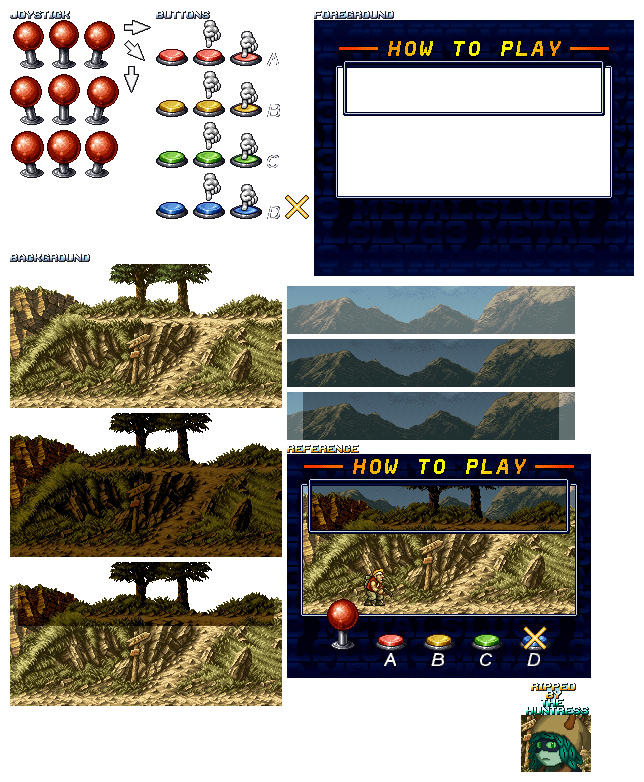 JOYSTICK
BUTTONS
A
B
C
D
FOREGROUND
HOW TO PLAY
BACKGROUND
REFERENCE
HOW TO PLAY
A B C D
RIPPED
BY
THE
HUNTRESS